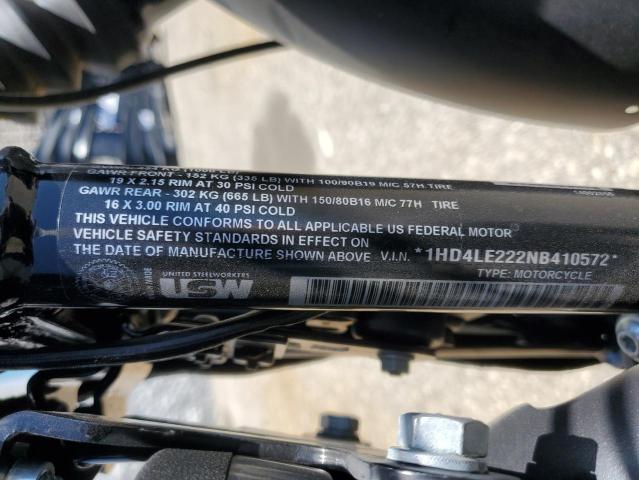 GAWR FRONT - 152 KG (335 LB) WITH 100/90B19 M/C 57H TIRE
19 X 2.15 RIM AT 30 PSI COLD
GAWR REAR - 302 KG (665 LB) WITH 150/80B16 M/C 77H TIRE
16 X 3.00 RIM AT 40 PSI COLD
THIS VEHICLE CONFORMS TO ALL APPLICABLE US FEDERAL MOTOR
VEHICLE SAFETY STANDARDS IN EFFECT ON
THE DATE OF MANUFACTURE SHOWN ABOVE V.I.N. *1HD4LE222NB410572*
TYPE: MOTORCYCLE
UNITED STEELWORKERS
USW
MADE